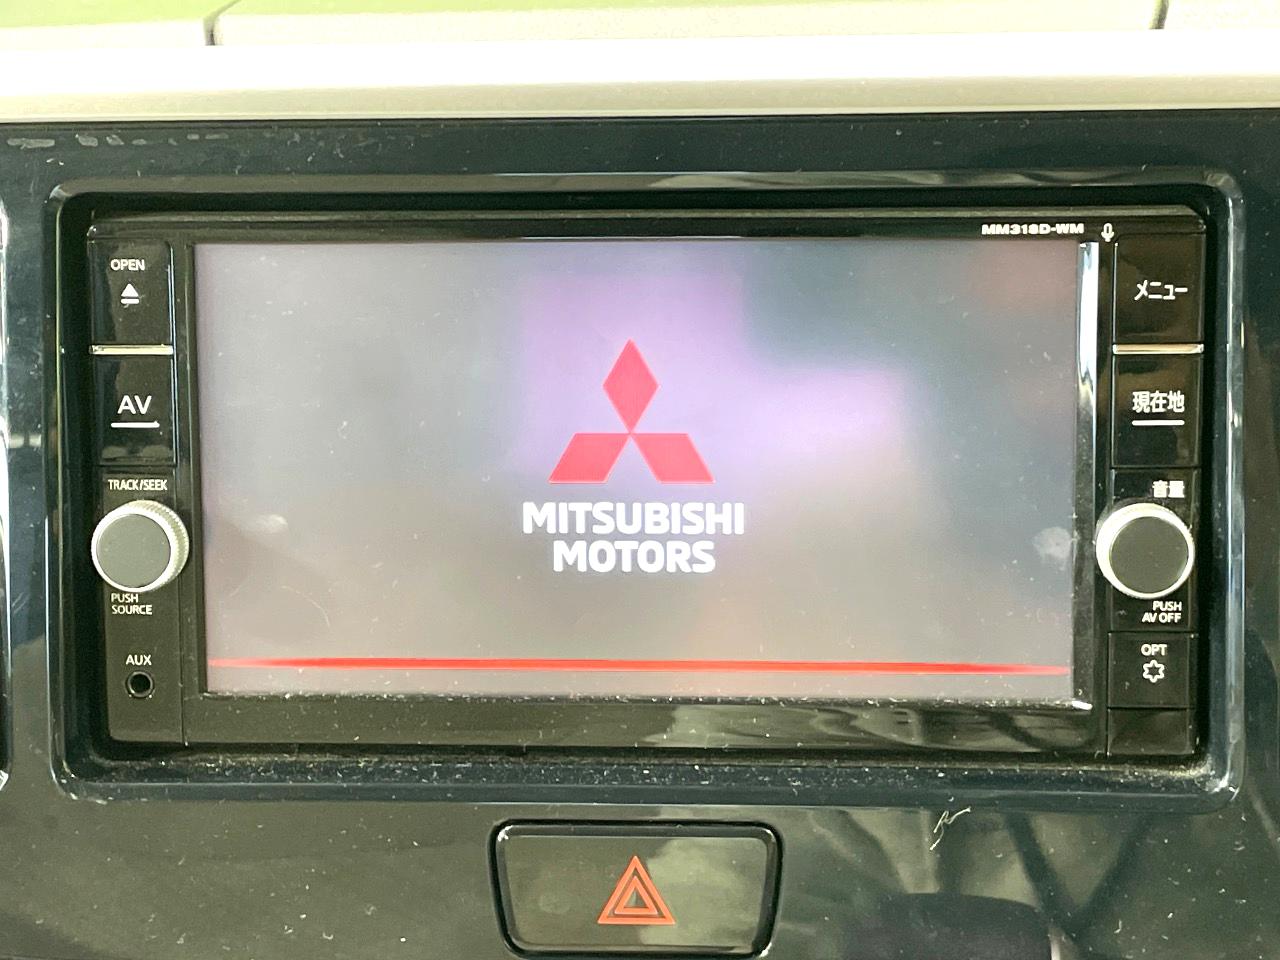 MM318D-WM
OPEN
AV
TRACK/SEEK
PUSH
SOURCE
AUX
MITSUBISHI
MOTORS
メニュー
現在地
音量
PUSH
AV OFF
OPT